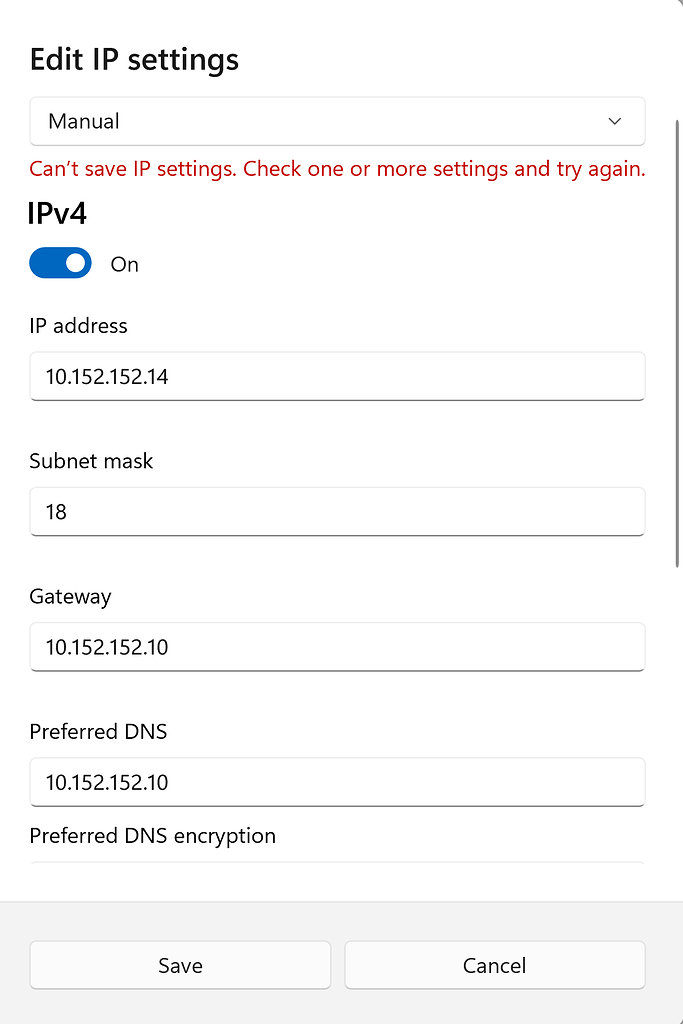 Edit IP settings
Manual
Can't save IP settings. Check one or more settings and try again.
IPv4
On
IP address
10.152.152.14
Subnet mask
18
Gateway
10.152.152.10
Preferred DNS
10.152.152.10
Preferred DNS encryption
Save
Cancel